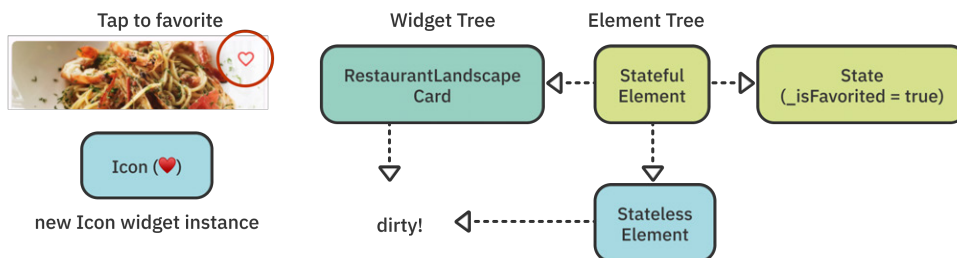 Tap to favorite
Widget Tree
Element Tree
RestaurantLandscape
Card
Stateful
Element
State
(_isFavorited = true)
Icon (♥)
new Icon widget instance
dirty!
Stateless
Element